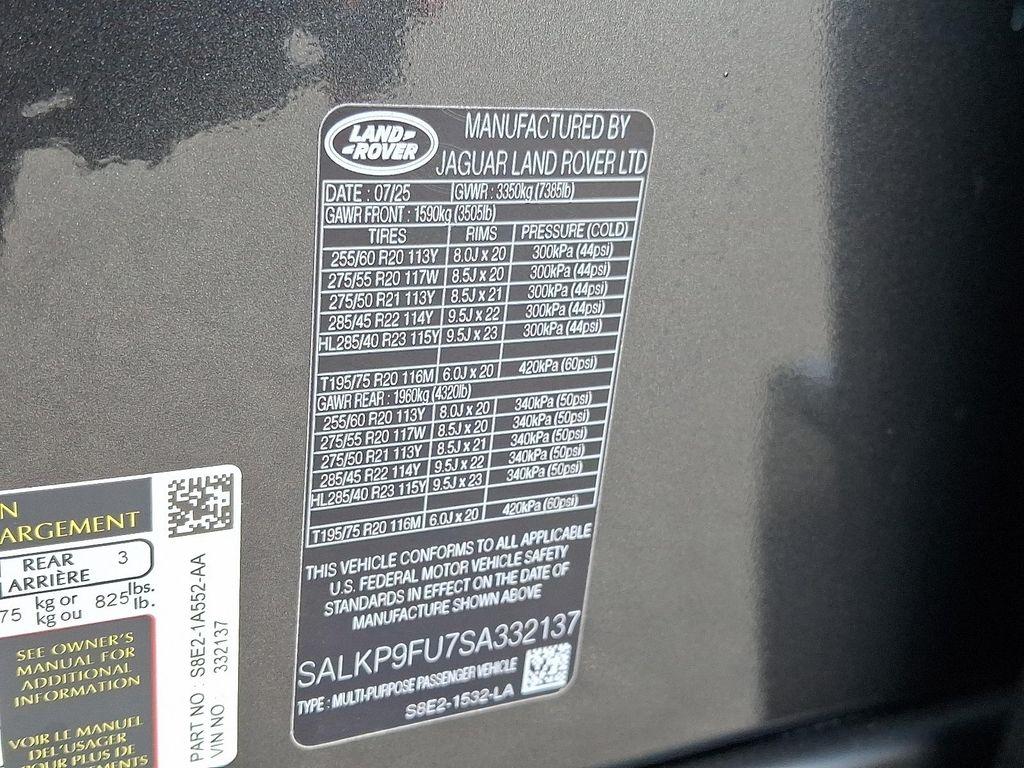 LAND ROVER
MANUFACTURED BY
JAGUAR LAND ROVER LTD
DATE : 07/25 GVWR : 3350kg (7385lb)
GAWR FRONT : 1590kg (3505lb)
TIRES RIMS PRESSURE (COLD)
255/60 R20 113Y 8.0J x 20 300kPa (44psi)
275/55 R20 117W 8.5J x 20 300kPa (44psi)
275/50 R21 113Y 8.5J x 21 300kPa (44psi)
285/45 R22 114Y 9.5J x 22 300kPa (44psi)
HL285/40 R23 115Y 9.5J x 23 300kPa (44psi)
T195/75 R20 116M 6.0J x 20 420kPa (60psi)
GAWR REAR : 1960kg (4320lb)
255/60 R20 113Y 8.0J x 20 340kPa (50psi)
275/55 R20 117W 8.5J x 20 340kPa (50psi)
275/50 R21 113Y 8.5J x 21 340kPa (50psi)
285/45 R22 114Y 9.5J x 22 340kPa (50psi)
HL285/40 R23 115Y 9.5J x 23 340kPa (50psi)
T195/75 R20 116M 6.0J x 20 420kPa (60psi)
THIS VEHICLE CONFORMS TO ALL APPLICABLE
U.S. FEDERAL MOTOR VEHICLE SAFETY
STANDARDS IN EFFECT ON THE DATE OF
MANUFACTURE SHOWN ABOVE
SALKP9FU7SA332137
TYPE : MULTI-PURPOSE PASSENGER VEHICLE
S8E2-1532-LA
N
ARGEMENT
REAR 3
ARRIÈRE
75 kg or 825 lbs.
kg ou lb.
SEE OWNER'S
MANUAL FOR
ADDITIONAL
INFORMATION
VOIR LE MANUEL
DE L'USAGER
POUR PLUS DE
EMENTS
PART NO : S8E2-1A552-AA
VIN NO : 332137